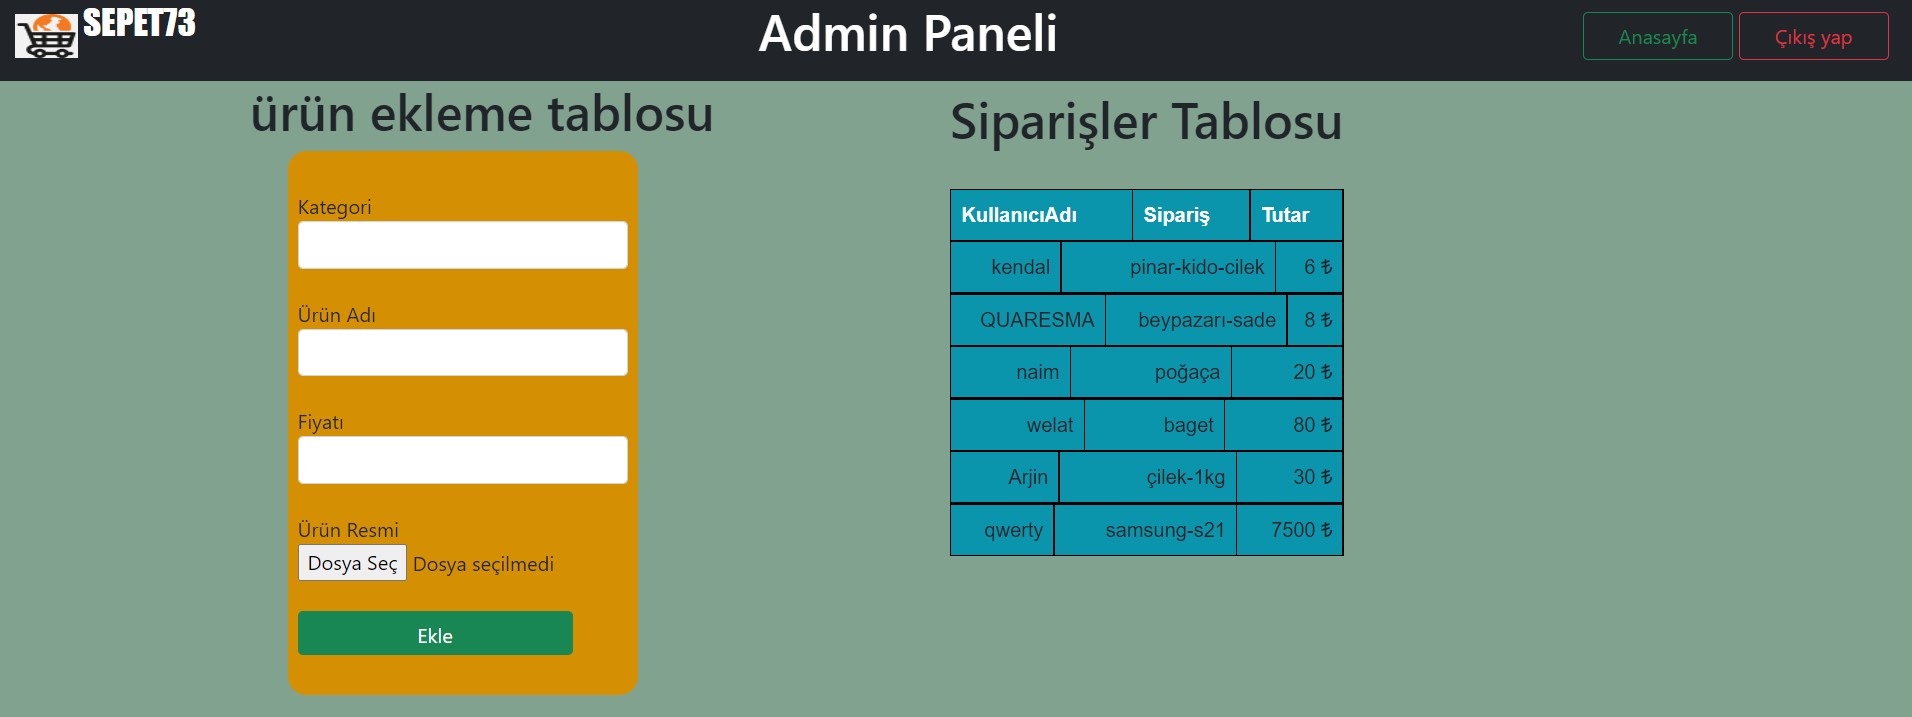 SEPET73
Admin Paneli
Anasayfa
Çıkış yap
ürün ekleme tablosu
Kategori
Ürün Adı
Fiyatı
Ürün Resmi
Dosya Seç Dosya seçilmedi
Ekle
Siparişler Tablosu
KullanıcıAdı Sipariş Tutar
kendal pinar-kido-cilek 6 ₺
QUARESMA beypazarı-sade 8 ₺
naim poğaça 20 ₺
welat baget 80 ₺
Arjin çilek-1kg 30 ₺
qwerty samsung-s21 7500 ₺